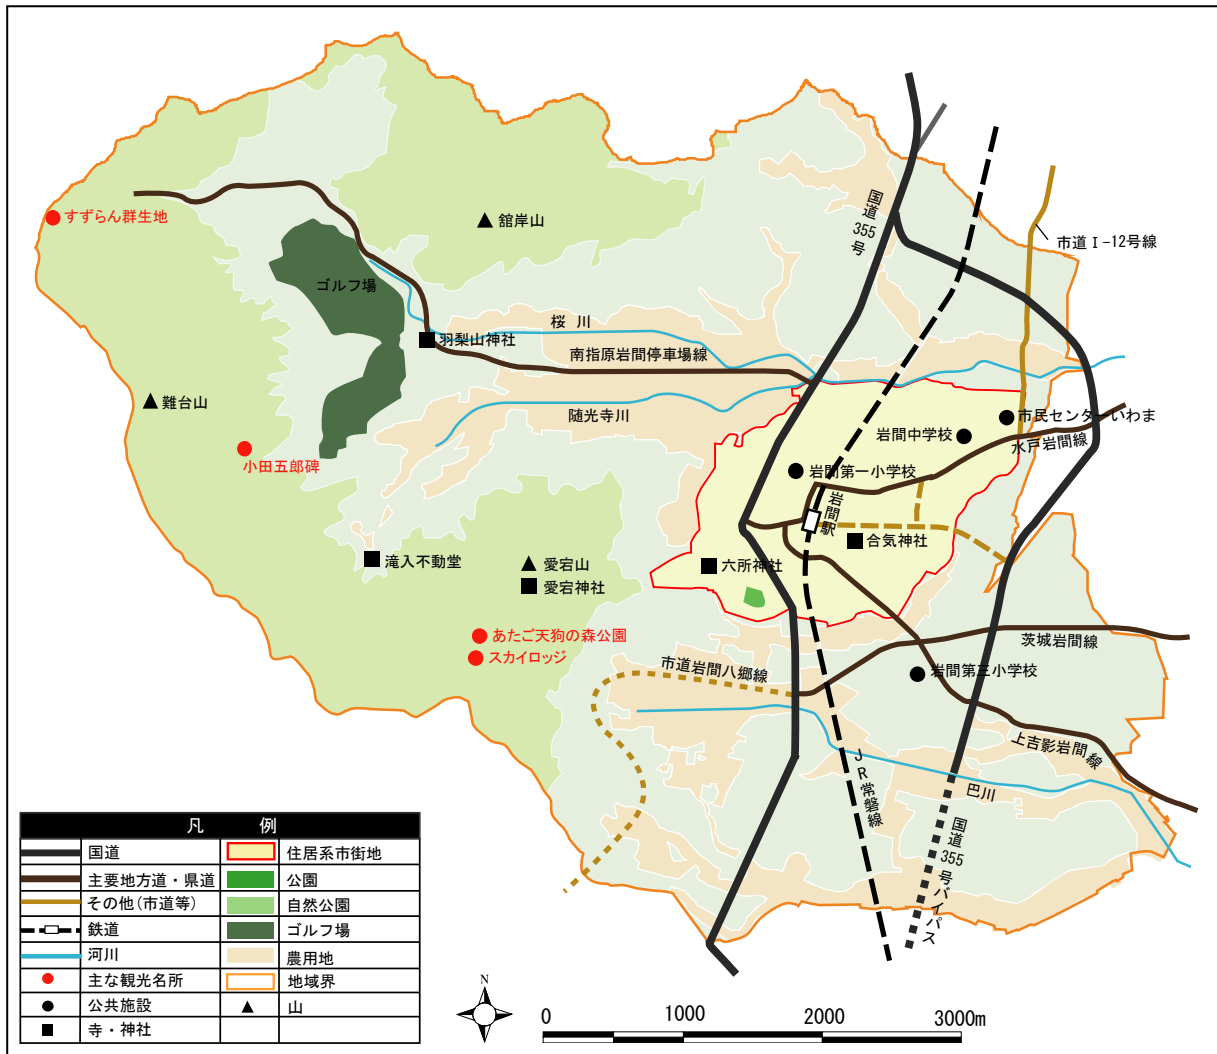 国道355号
市道Ⅰ-12号線
すずらん群生地
舘岸山
ゴルフ場
桜 川
羽梨山神社
南指原岩間停車場線
難台山
随光寺川
市民センターいわま
岩間中学校
水戸岩間線
小田五郎碑
岩間第一小学校
岩間駅
合気神社
滝入不動堂
愛宕山
六所神社
愛宕神社
あたご天狗の森公園
スカイロッジ
茨城岩間線
市道岩間八郷線
岩間第三小学校
上吉影岩間線
JR常磐線
巴川
国道355号バイパス
凡 例
国道
住居系市街地
主要地方道・県道
公園
その他(市道等)
自然公園
鉄道
ゴルフ場
河川
農用地
主な観光名所
地域界
公共施設
山
寺・神社
N
0 1000 2000 3000m